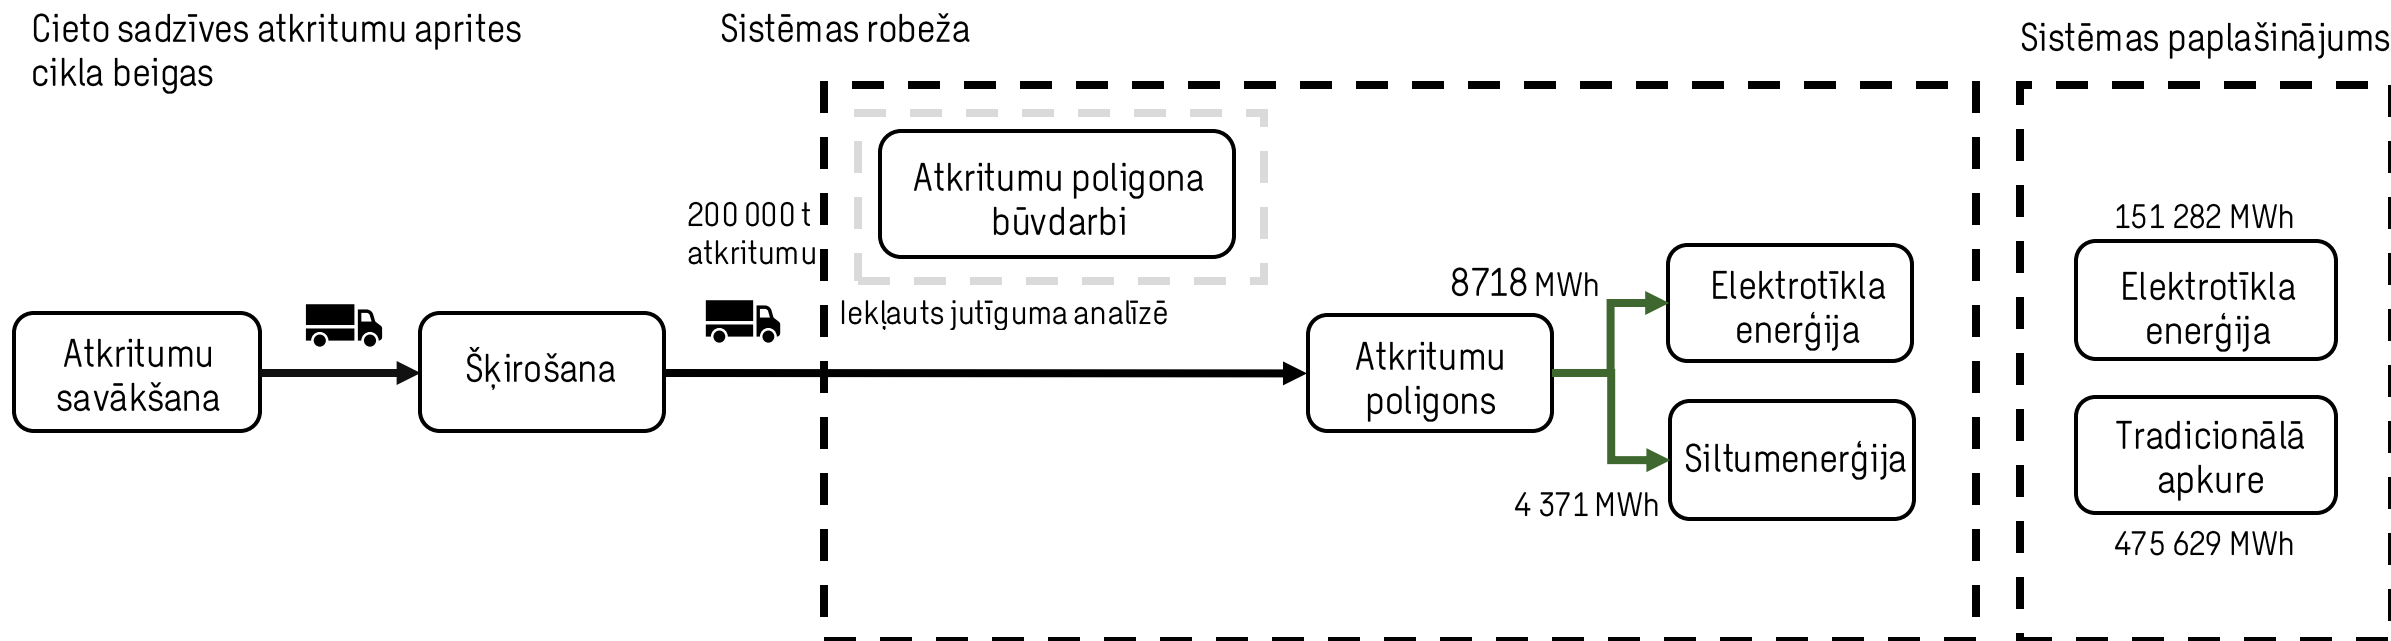 Cieto sadzīves atkritumu aprites
cikla beigas
Sistēmas robeža
Sistēmas paplašinājums
Atkritumu poligona
būvdarbi
200 000 t
atkritumu
Iekļauts jutīguma analīzē
Atkritumu
savākšana
Šķirošana
Atkritumu
poligons
8718 MWh
Elektrotīkla
enerģija
Siltumenerģija
4 371 MWh
151 282 MWh
Elektrotīkla
enerģija
Tradicionālā
apkure
475 629 MWh